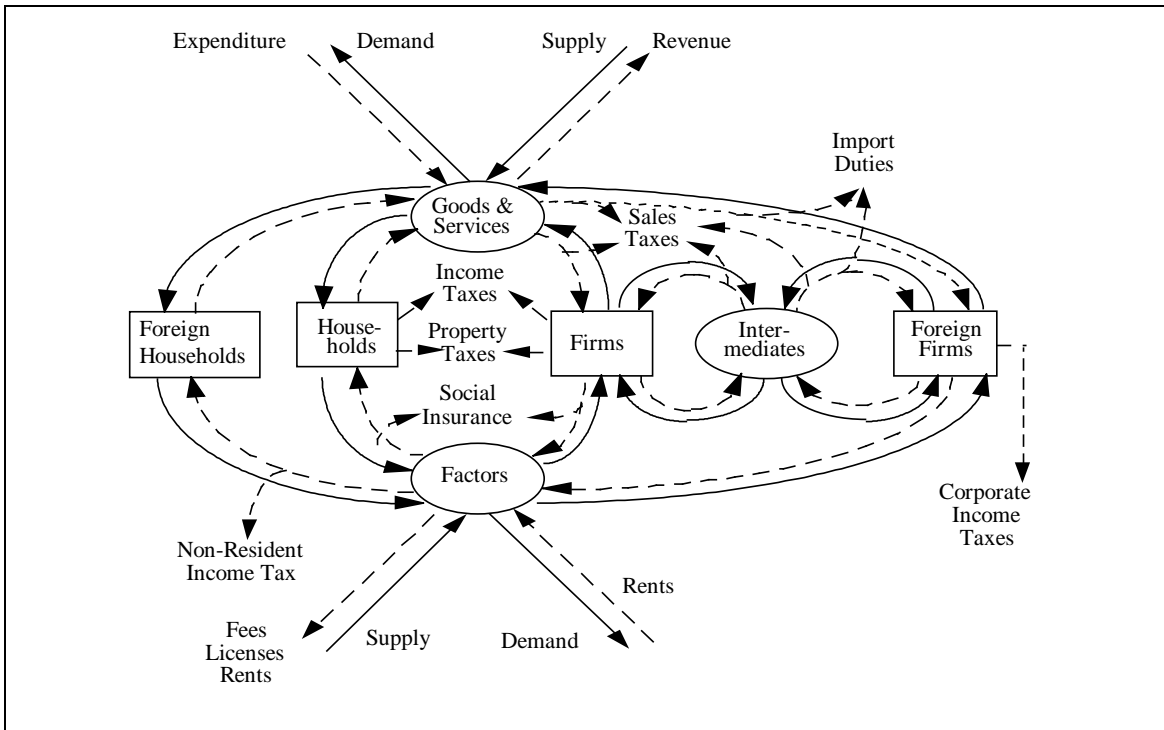 Expenditure
Demand
Supply
Revenue
Import
Duties
Goods &
Services
Sales
Taxes
Income
Taxes
Foreign
Households
House-
holds
Property
Taxes
Firms
Inter-
mediates
Foreign
Firms
Social
Insurance
Factors
Corporate
Income
Taxes
Non-Resident
Income Tax
Rents
Fees
Licenses
Rents
Supply
Demand